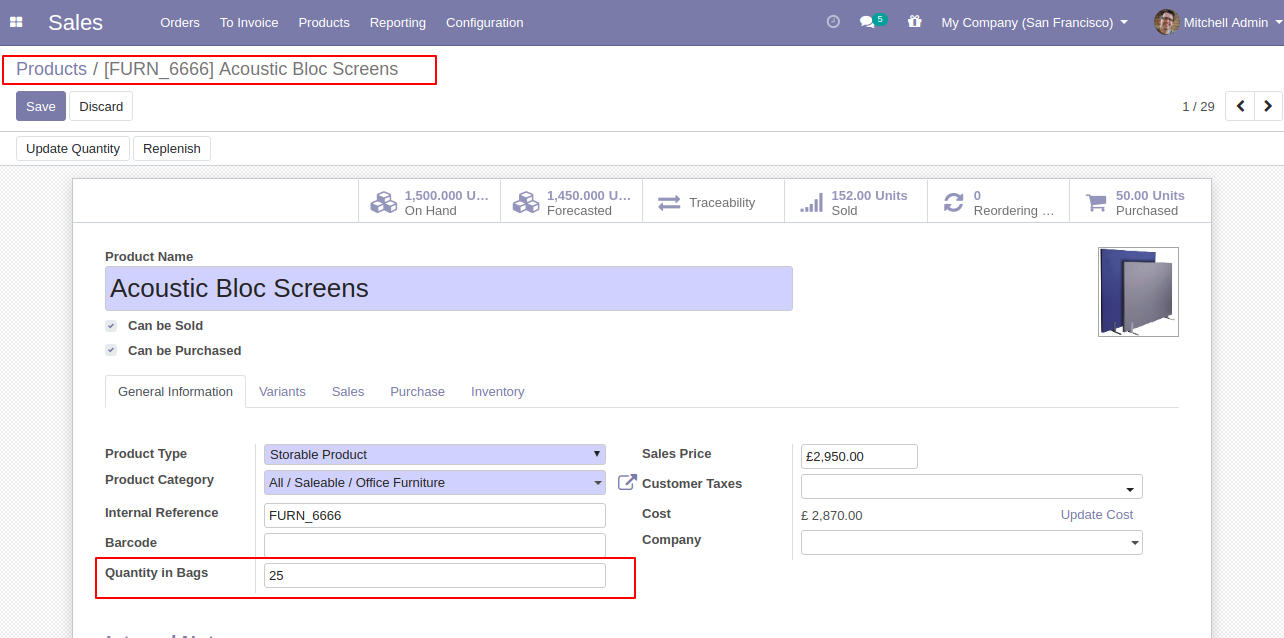 Sales Orders To Invoice Products Reporting Configuration 5 My Company (San Francisco) Mitchell Admin
Products / [FURN_6666] Acoustic Bloc Screens
Save Discard 1 / 29
Update Quantity Replenish
1,500.000 U... 1,450.000 U... Traceability 152.00 Units 0 50.00 Units
On Hand Forecasted Sold Reordering ... Purchased
Product Name
Acoustic Bloc Screens
Can be Sold
Can be Purchased
General Information Variants Sales Purchase Inventory
Product Type Storable Product Sales Price £2,950.00
Product Category All / Saleable / Office Furniture Customer Taxes
Internal Reference FURN_6666 Cost £ 2,870.00 Update Cost
Barcode Company
Quantity in Bags 25